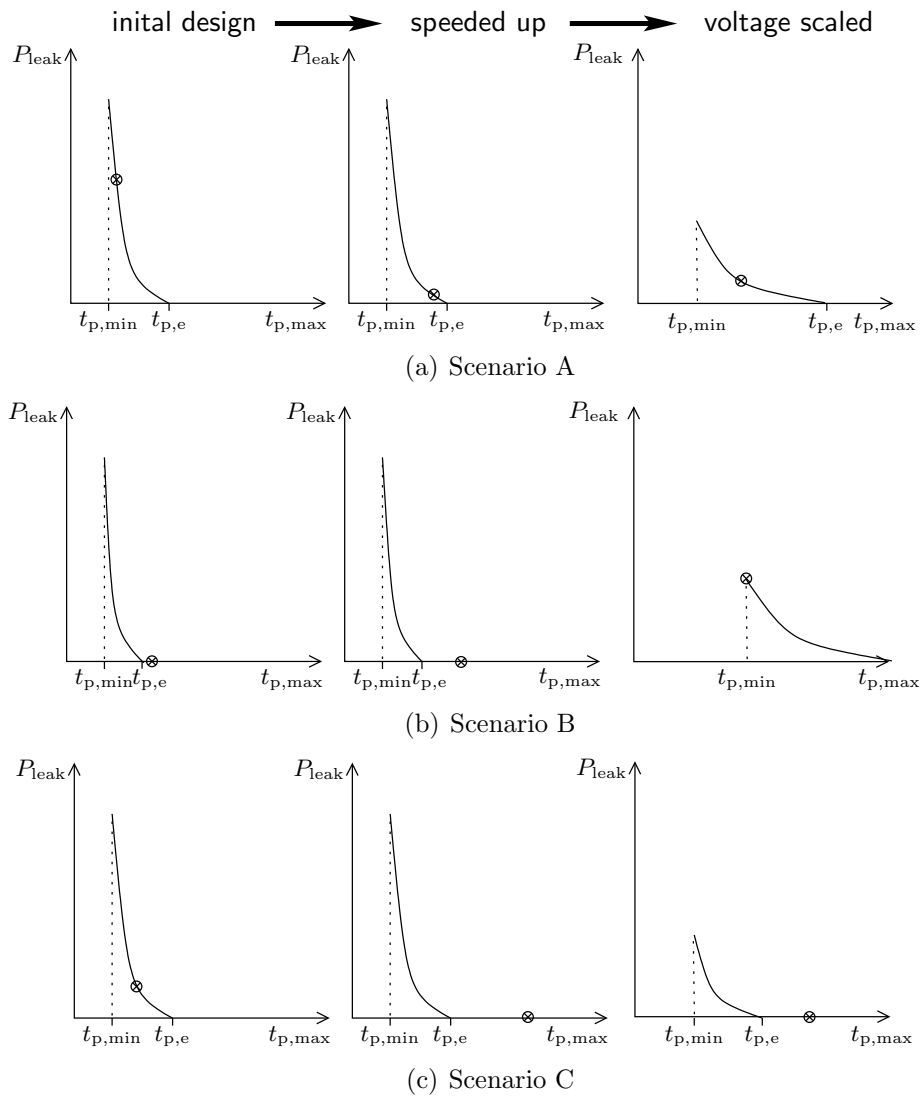 inital design speeded up voltage scaled
P_leak P_leak P_leak
t_p,min t_p,e t_p,max t_p,min t_p,e t_p,max t_p,min t_p,e t_p,max
(a) Scenario A
P_leak P_leak P_leak
t_p,min t_p,e t_p,max t_p,min t_p,e t_p,max t_p,min t_p,max
(b) Scenario B
P_leak P_leak P_leak
t_p,min t_p,e t_p,max t_p,min t_p,e t_p,max t_p,min t_p,e t_p,max
(c) Scenario C